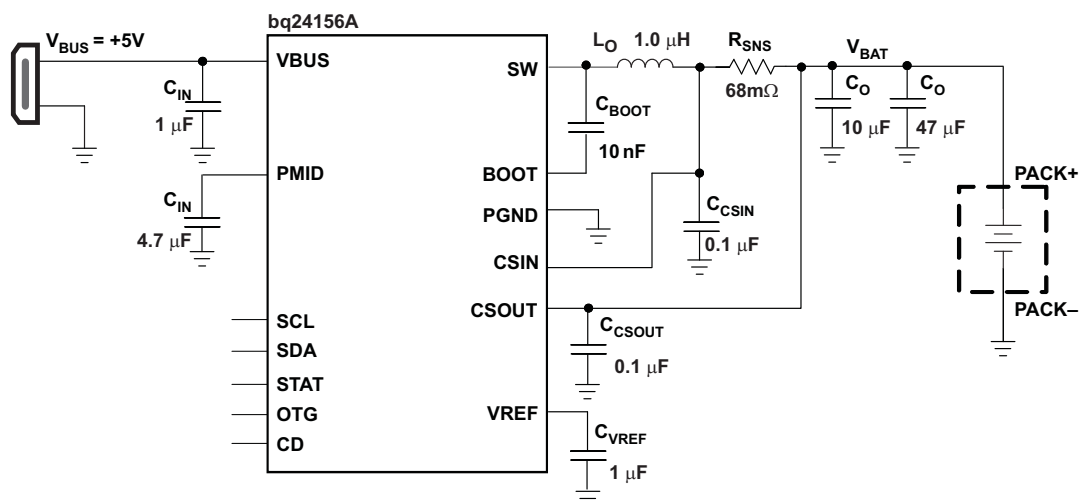 bq24156A
V_BUS = +5V
VBUS
C_IN
1 μF
PMID
C_IN
4.7 μF
SCL
SDA
STAT
OTG
CD
SW
BOOT
PGND
CSIN
CSOUT
VREF
L_O 1.0 μH
R_SNS
68mΩ
V_BAT
C_BOOT
10 nF
C_O
10 μF
C_O
47 μF
C_CSIN
0.1 μF
C_CSOUT
0.1 μF
C_VREF
1 μF
PACK+
PACK–